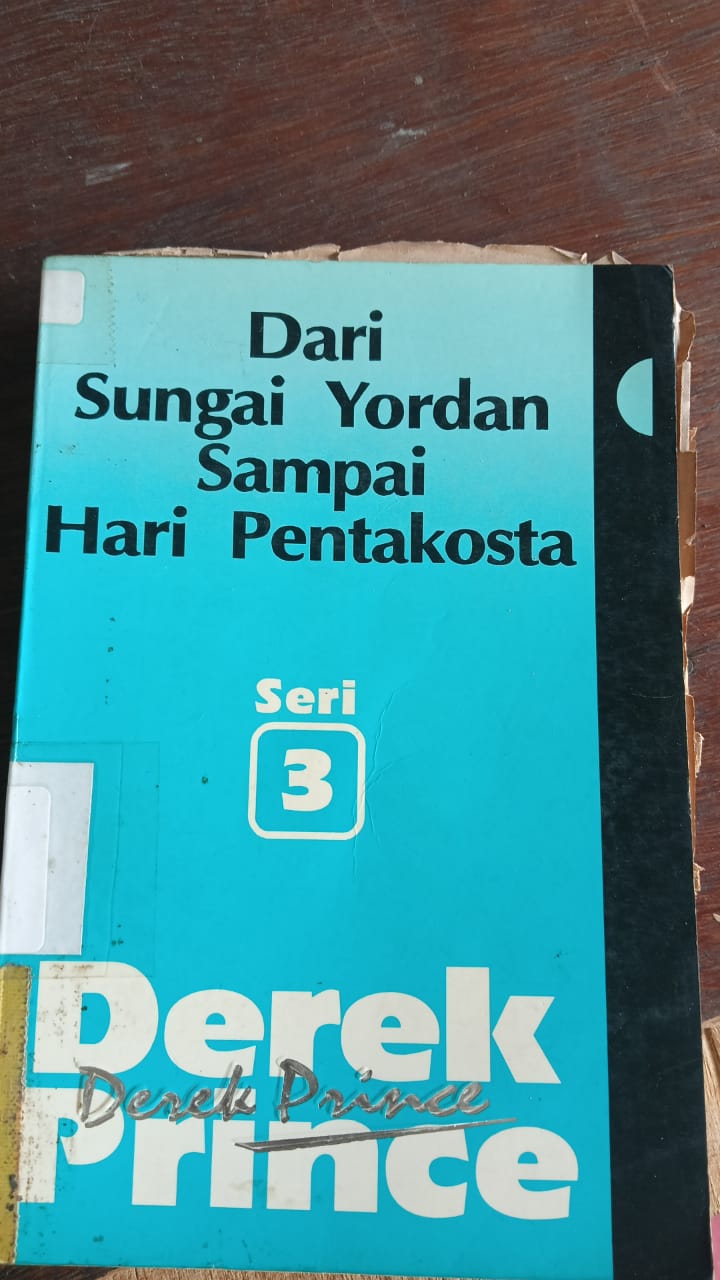 Dari
Sungai Yordan
Sampai
Hari Pentakosta
Seri
3
Derek
Derek Prince
Prince